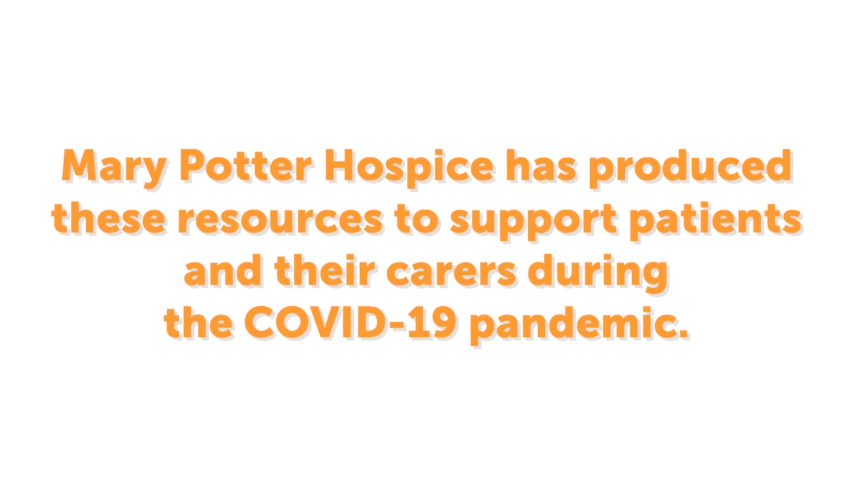 Mary Potter Hospice has produced
these resources to support patients
and their carers during
the COVID-19 pandemic.